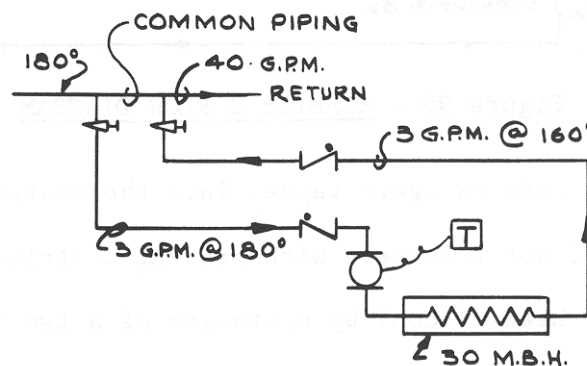 COMMON PIPING
180° 40 G.P.M.
RETURN
3 G.P.M. @ 160°
3 G.P.M. @ 180°
T
30 M.B.H.